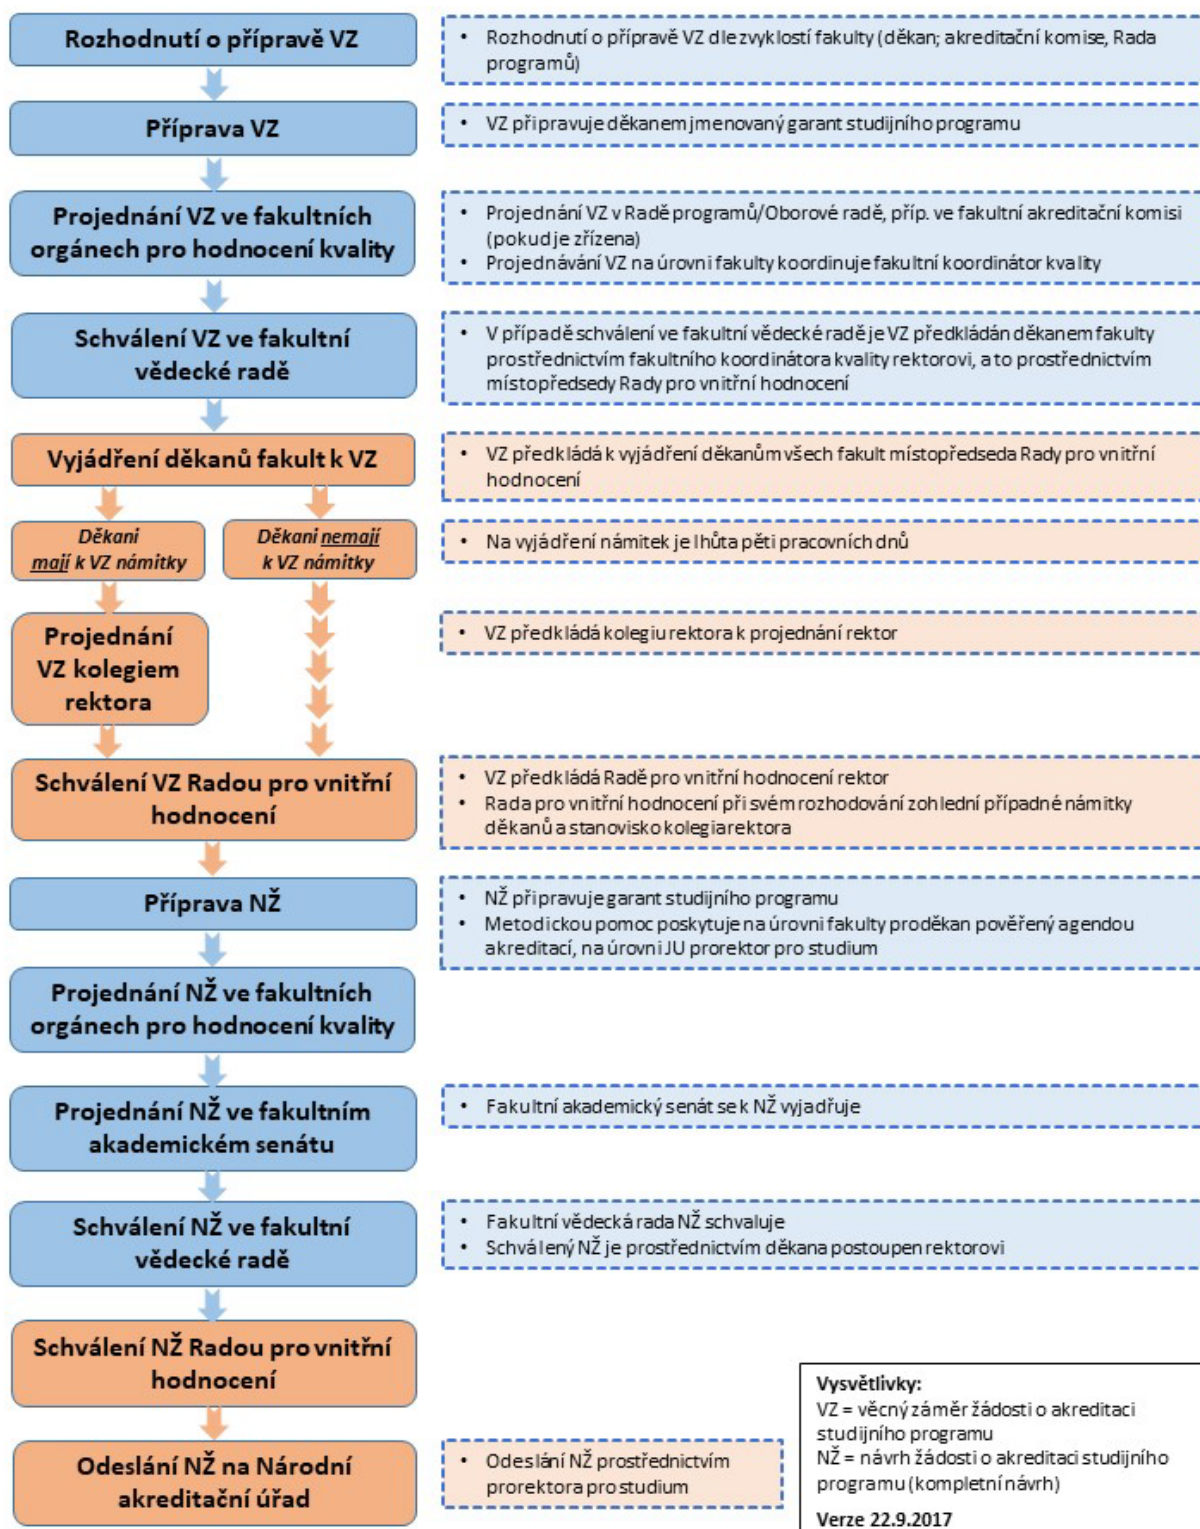 Rozhodnutí o přípravě VZ
• Rozhodnutí o přípravě VZ dle zvyklostí fakulty (děkan; akreditační komise, Rada
programů)
Příprava VZ
• VZ připravuje děkanem jmenovaný garant studijního programu
Projednání VZ ve fakultních
orgánech pro hodnocení kvality
• Projednání VZ v Radě programů/Oborové radě, příp. ve fakultní akreditační komisi
(pokud je zřízena)
• Projednávání VZ na úrovni fakulty koordinuje fakultní koordinátor kvality
Schválení VZ ve fakultní
vědecké radě
• V případě schválení ve fakultní vědecké radě je VZ předkládán děkanem fakulty
prostřednictvím fakultního koordinátora kvality rektorovi, a to prostřednictvím
místopředsedy Rady pro vnitřní hodnocení
Vyjádření děkanů fakult k VZ
• VZ předkládá k vyjádření děkanům všech fakult místopředseda Rady pro vnitřní
hodnocení
Děkani
mají k VZ námitky
Děkani nemají
k VZ námitky
• Na vyjádření námitek je lhůta pěti pracovních dnů
Projednání
VZ kolegiem
rektora
• VZ předkládá kolegiu rektora k projednání rektor
Schválení VZ Radou pro vnitřní
hodnocení
• VZ předkládá Radě pro vnitřní hodnocení rektor
• Rada pro vnitřní hodnocení při svém rozhodování zohlední případné námitky
děkanů a stanovisko kolegia rektora
Příprava NŽ
• NŽ připravuje garant studijního programu
• Metodickou pomoc poskytuje na úrovni fakulty proděkan pověřený agendou
akreditací, na úrovni JU prorektor pro studium
Projednání NŽ ve fakultních
orgánech pro hodnocení kvality
Projednání NŽ ve fakultním
akademickém senátu
• Fakultní akademický senát se k NŽ vyjadřuje
Schválení NŽ ve fakultní
vědecké radě
• Fakultní vědecká rada NŽ schvaluje
• Schválený NŽ je prostřednictvím děkana postoupen rektorovi
Schválení NŽ Radou pro vnitřní
hodnocení
Odeslání NŽ na Národní
akreditační úřad
• Odeslání NŽ prostřednictvím
prorektora pro studium
Vysvětlivky:
VZ = věcný záměr žádosti o akreditaci
studijního programu
NŽ = návrh žádosti o akreditaci studijního
programu (kompletní návrh)
Verze 22.9.2017